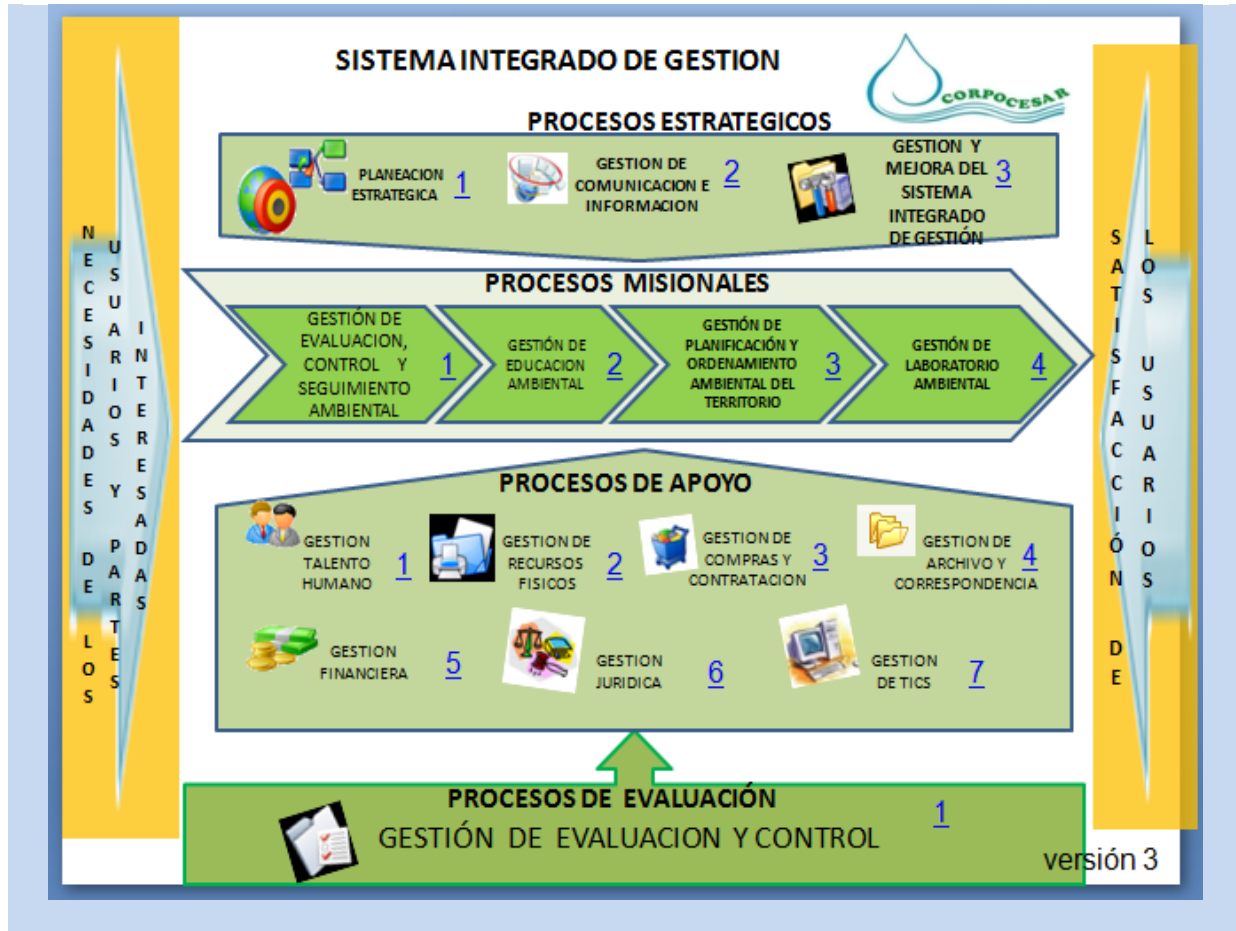 SISTEMA INTEGRADO DE GESTION
CORPOCESAR
PROCESOS ESTRATEGICOS
PLANEACION
ESTRATEGICA
1
GESTION DE
COMUNICACION E
INFORMACION
2
GESTION Y
MEJORA DEL
SISTEMA
INTEGRADO
DE GESTIÓN
3
NECESIDADES DE LOS
USUARIOS Y PARTES
INTERESADAS
PROCESOS MISIONALES
GESTIÓN DE
EVALUACION,
CONTROL Y
SEGUIMIENTO
AMBIENTAL
1
GESTIÓN DE
EDUCACION
AMBIENTAL
2
GESTIÓN DE
PLANIFICACIÓN Y
ORDENAMIENTO
AMBIENTAL DEL
TERRITORIO
3
GESTIÓN DE
LABORATORIO
AMBIENTAL
4
SATISFACCIÓN DE
LOS USUARIOS
PROCESOS DE APOYO
GESTION
TALENTO
HUMANO
1
GESTION DE
RECURSOS
FISICOS
2
GESTION DE
COMPRAS Y
CONTRATACION
3
GESTION DE
ARCHIVO Y
CORRESPONDENCIA
4
GESTION
FINANCIERA
5
GESTION
JURIDICA
6
GESTION
DE TICS
7
PROCESOS DE EVALUACIÓN
GESTIÓN DE EVALUACION Y CONTROL
1
versión 3